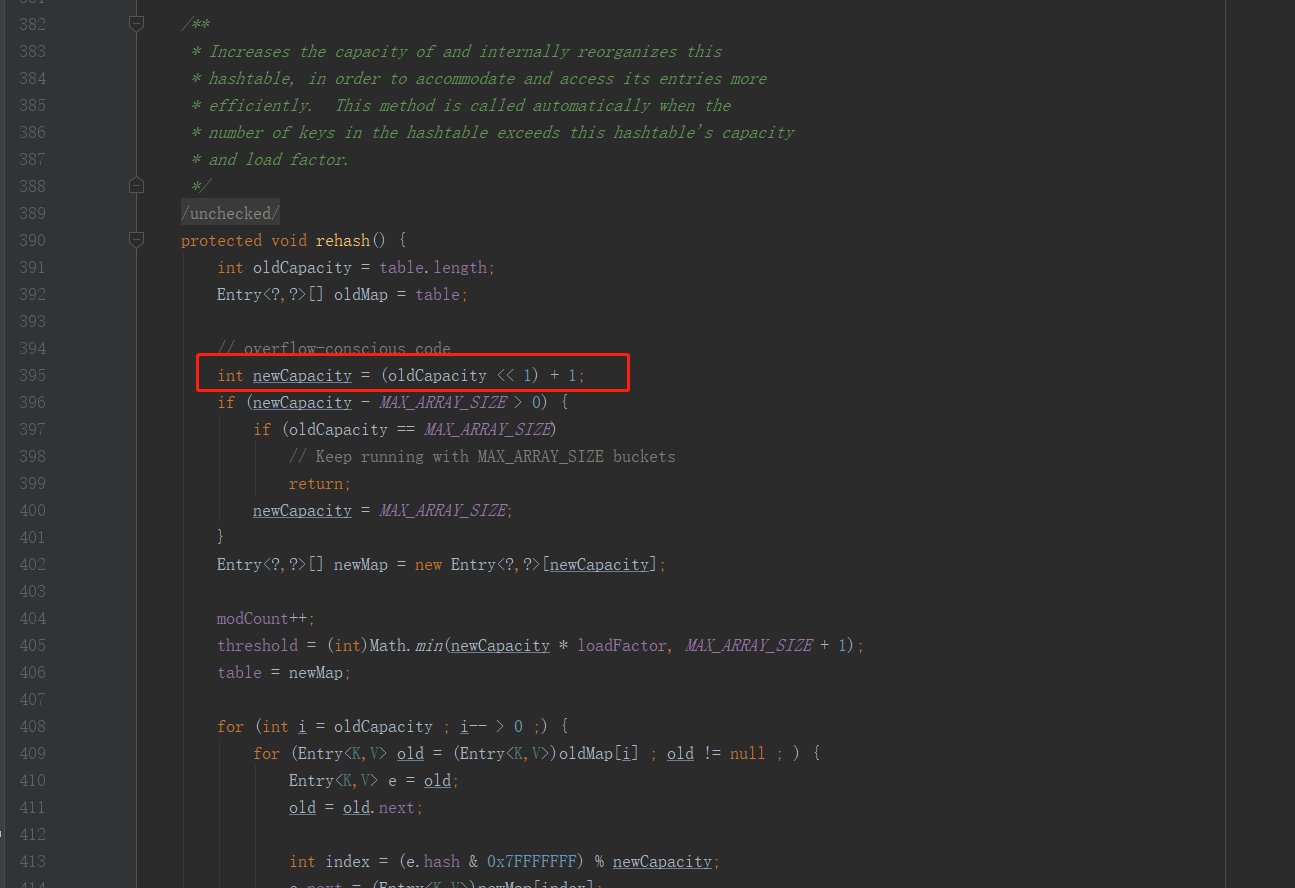 382 /**
383 * Increases the capacity of and internally reorganizes this
384 * hashtable, in order to accommodate and access its entries more
385 * efficiently.  This method is called automatically when the
386 * number of keys in the hashtable exceeds this hashtable's capacity
387 * and load factor.
388 */
389 /unchecked/
390 protected void rehash() {
391 int oldCapacity = table.length;
392 Entry<?,?>[] oldMap = table;
393
394 // overflow-conscious code
395 int newCapacity = (oldCapacity << 1) + 1;
396 if (newCapacity - MAX_ARRAY_SIZE > 0) {
397 if (oldCapacity == MAX_ARRAY_SIZE)
398 // Keep running with MAX_ARRAY_SIZE buckets
399 return;
400 newCapacity = MAX_ARRAY_SIZE;
401 }
402 Entry<?,?>[] newMap = new Entry<?,?>[newCapacity];
403
404 modCount++;
405 threshold = (int)Math.min(newCapacity * loadFactor, MAX_ARRAY_SIZE + 1);
406 table = newMap;
407
408 for (int i = oldCapacity ; i-- > 0 ;) {
409 for (Entry<K,V> old = (Entry<K,V>)oldMap[i] ; old != null ; ) {
410 Entry<K,V> e = old;
411 old = old.next;
412
413 int index = (e.hash & 0x7FFFFFFF) % newCapacity;
414 e.next = (Entry<K,V>)newMap[index];